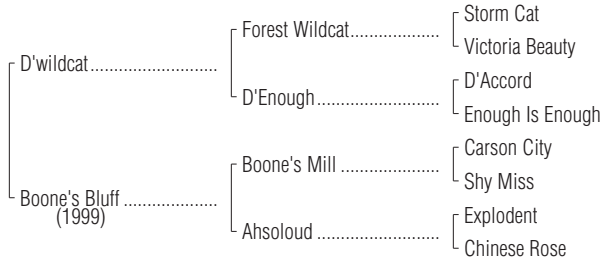 Storm Cat
Forest Wildcat....................
Victoria Beauty
D'wildcat............................
D'Accord
D'Enough...........................
Enough Is Enough
Carson City
Boone's Mill ......................
Shy Miss
Boone's Bluff .....................
(1999)
Explodent
Ahsoloud ...........................
Chinese Rose